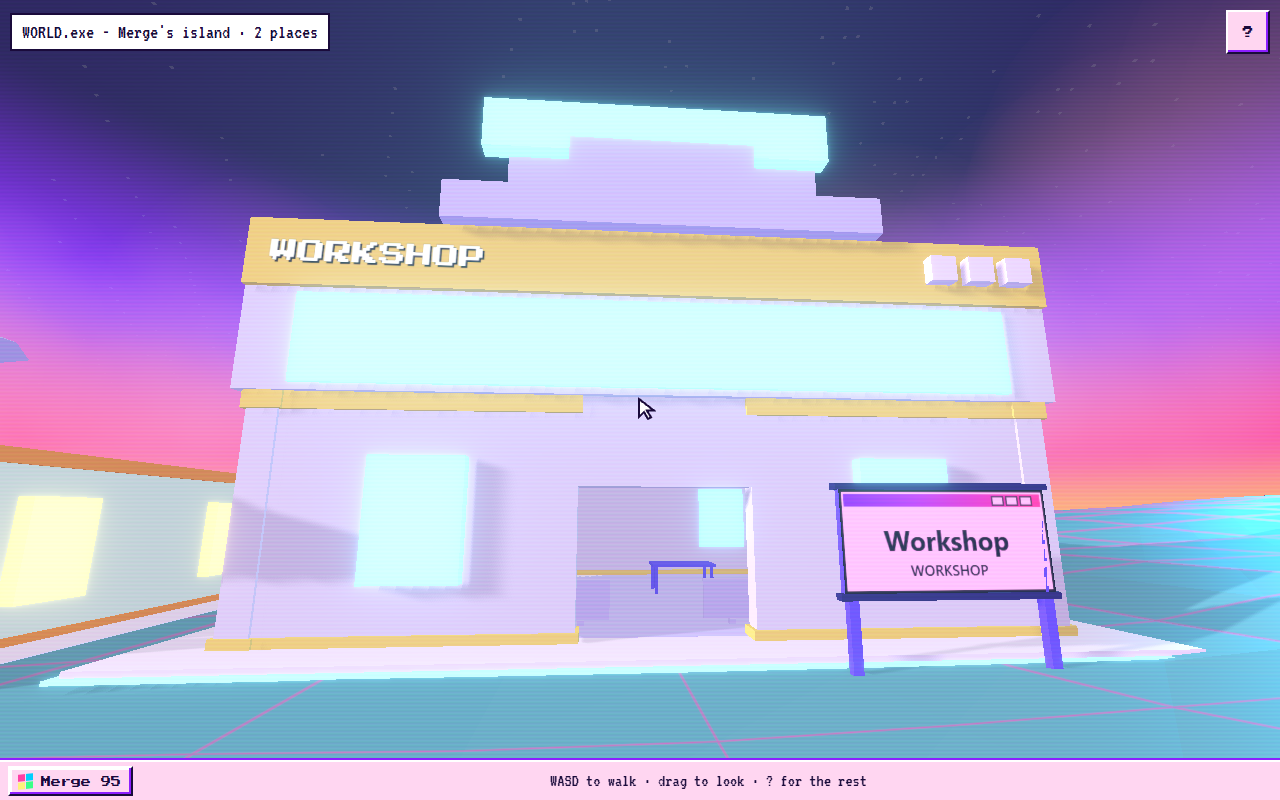 WORLD.exe - Merge's island · 2 places
?
WORKSHOP
Workshop
WORKSHOP
Merge 95
WASD to walk · drag to look · ? for the rest